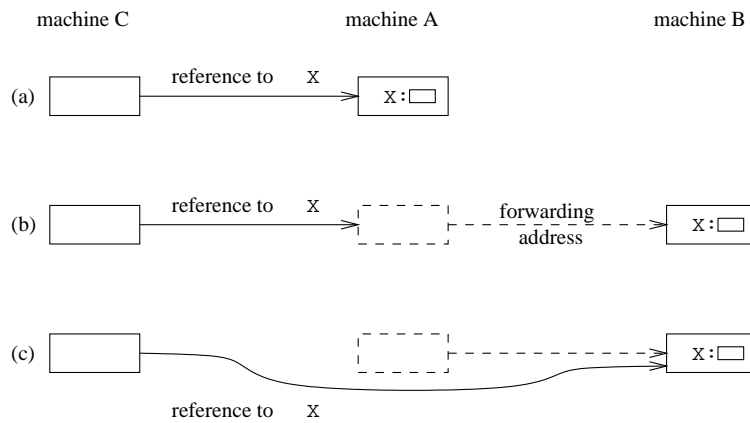 machine C machine A machine B
reference to X
(a) X:
reference to X
forwarding
(b) X:
address
(c) X:
reference to X